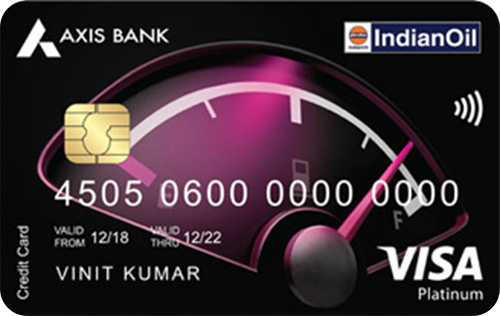 AXIS BANK
IndianOil
E
4505 0600 0000 0000
F
VALID FROM 12/18 VALID THRU 12/22
VINIT KUMAR
VISA
Platinum
Credit Card